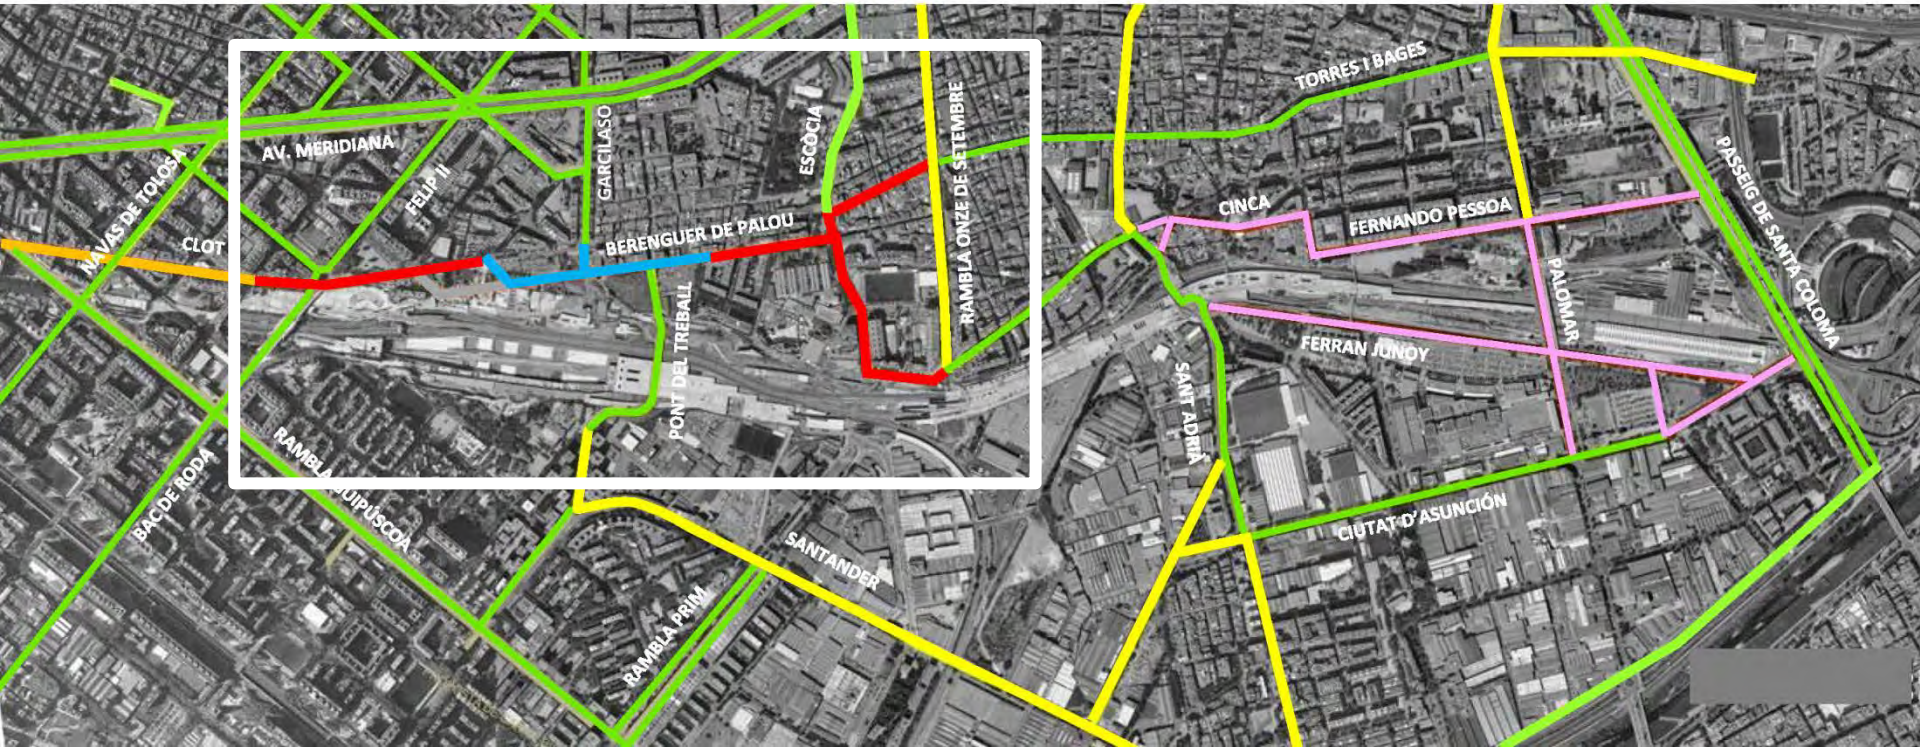 TORRES I BAGES
AV. MERIDIANA
GARCILASO
ESCÒCIA
RAMBLA ONZE DE SETEMBRE
PASSEIG DE SANTA COLOMA
NAVAS DE TOLOSA
FELIP II
CLOT
BERENGUER DE PALOU
CINCA
FERNANDO PESSOA
PALOMAR
PONT DEL TREBALL
FERRAN JUNOY
SANT ADRIÀ
RAMBLA GUIPÚSCOA
BAC DE RODA
SANTANDER
CIUTAT D'ASUNCIÓN
RAMBLA PRIM